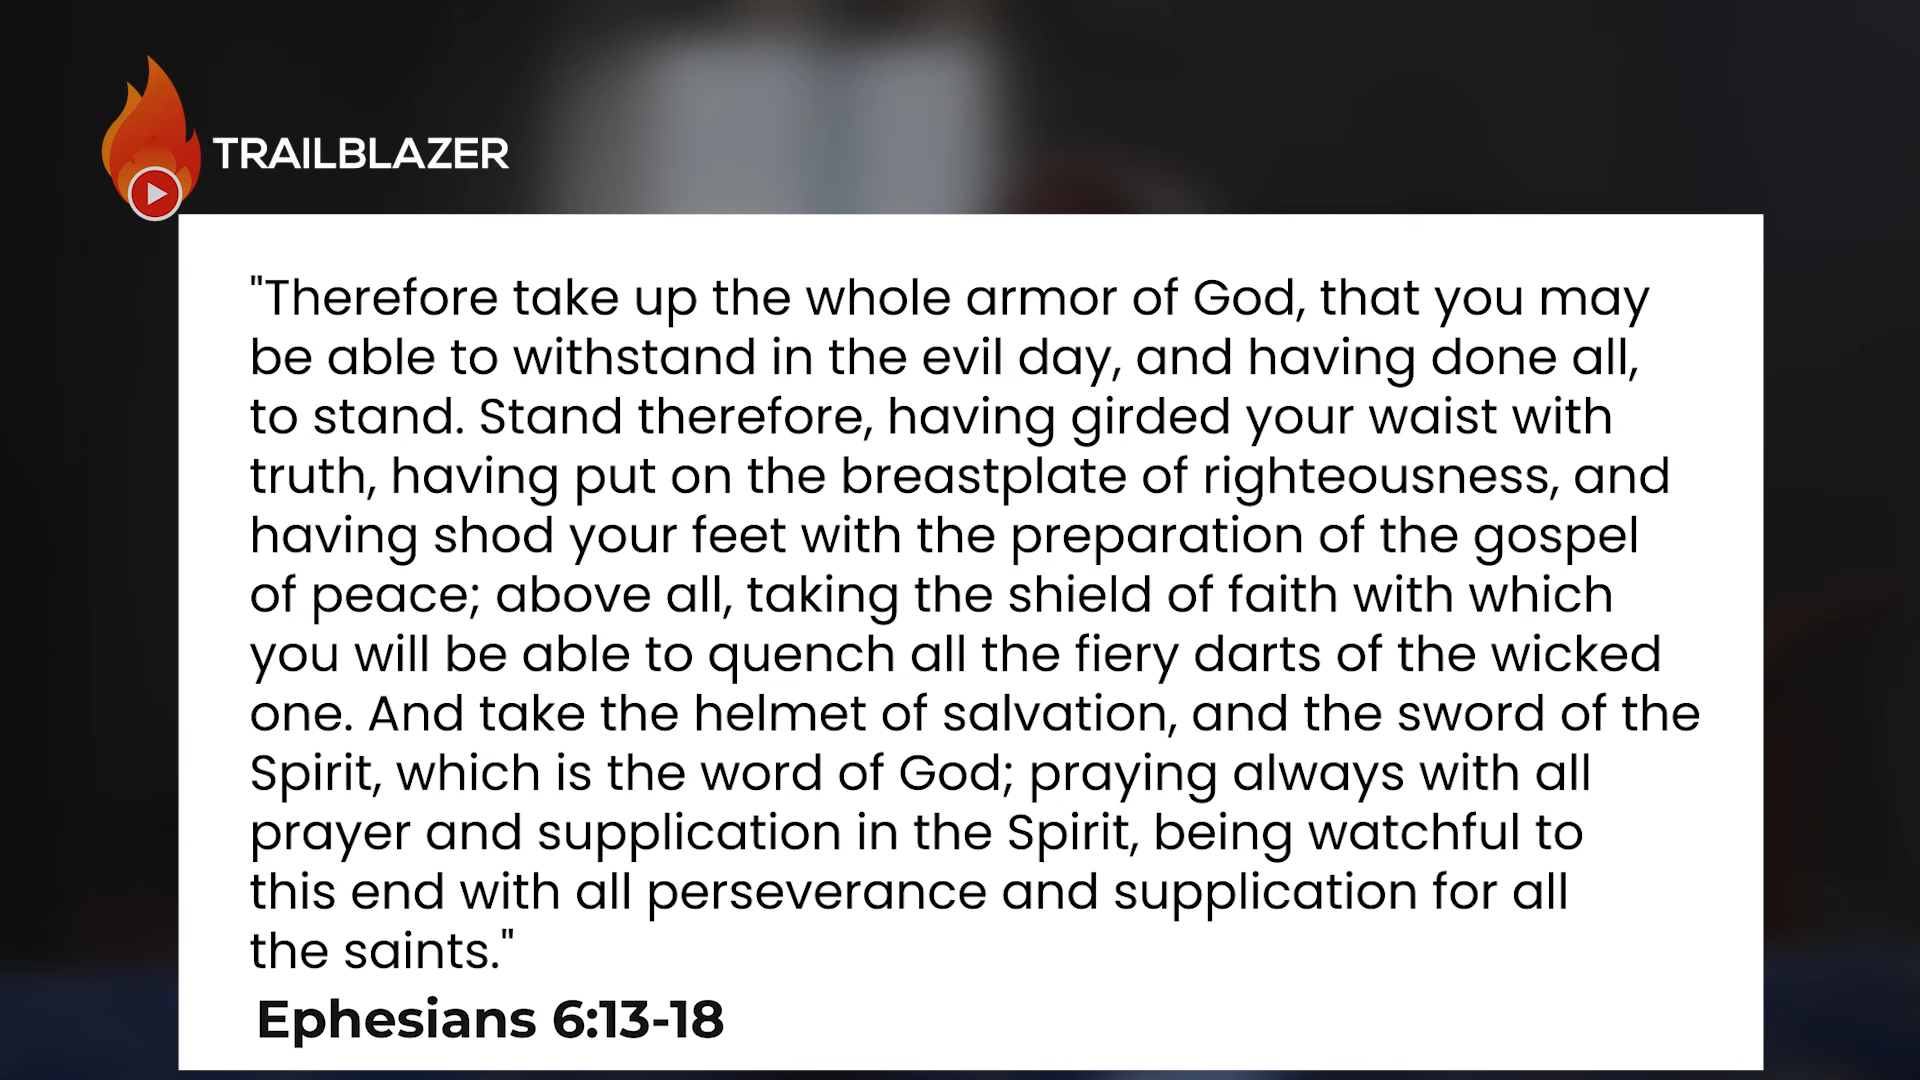 TRAILBLAZER
"Therefore take up the whole armor of God, that you may
be able to withstand in the evil day, and having done all,
to stand. Stand therefore, having girded your waist with
truth, having put on the breastplate of righteousness, and
having shod your feet with the preparation of the gospel
of peace; above all, taking the shield of faith with which
you will be able to quench all the fiery darts of the wicked
one. And take the helmet of salvation, and the sword of the
Spirit, which is the word of God; praying always with all
prayer and supplication in the Spirit, being watchful to
this end with all perseverance and supplication for all
the saints."
Ephesians 6:13-18